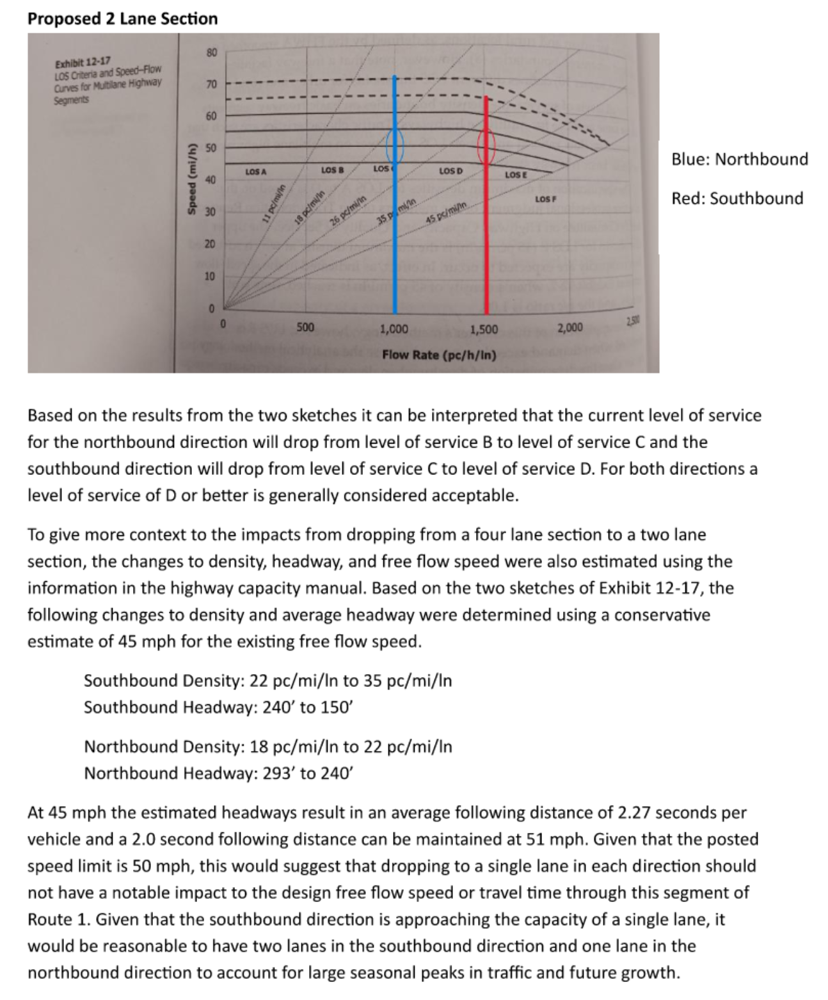 Proposed 2 Lane Section
Exhibit 12-17
LOS Criteria and Speed-Flow
Curves for Multilane Highway
Segments
Speed (mi/h)
80
70
60
50
40
30
20
10
0
LOS A
LOS B
LOS
LOS D
LOS E
LOS F
11 pc/mi/ln
18 pc/mi/ln
26 pc/mi/ln
35 p mi/ln
45 pc/mi/ln
0
500
1,000
1,500
2,000
2,500
Flow Rate (pc/h/ln)
Blue: Northbound
Red: Southbound
Based on the results from the two sketches it can be interpreted that the current level of service
for the northbound direction will drop from level of service B to level of service C and the
southbound direction will drop from level of service C to level of service D. For both directions a
level of service of D or better is generally considered acceptable.
To give more context to the impacts from dropping from a four lane section to a two lane
section, the changes to density, headway, and free flow speed were also estimated using the
information in the highway capacity manual. Based on the two sketches of Exhibit 12-17, the
following changes to density and average headway were determined using a conservative
estimate of 45 mph for the existing free flow speed.
Southbound Density: 22 pc/mi/ln to 35 pc/mi/ln
Southbound Headway: 240’ to 150’
Northbound Density: 18 pc/mi/ln to 22 pc/mi/ln
Northbound Headway: 293’ to 240’
At 45 mph the estimated headways result in an average following distance of 2.27 seconds per
vehicle and a 2.0 second following distance can be maintained at 51 mph. Given that the posted
speed limit is 50 mph, this would suggest that dropping to a single lane in each direction should
not have a notable impact to the design free flow speed or travel time through this segment of
Route 1. Given that the southbound direction is approaching the capacity of a single lane, it
would be reasonable to have two lanes in the southbound direction and one lane in the
northbound direction to account for large seasonal peaks in traffic and future growth.